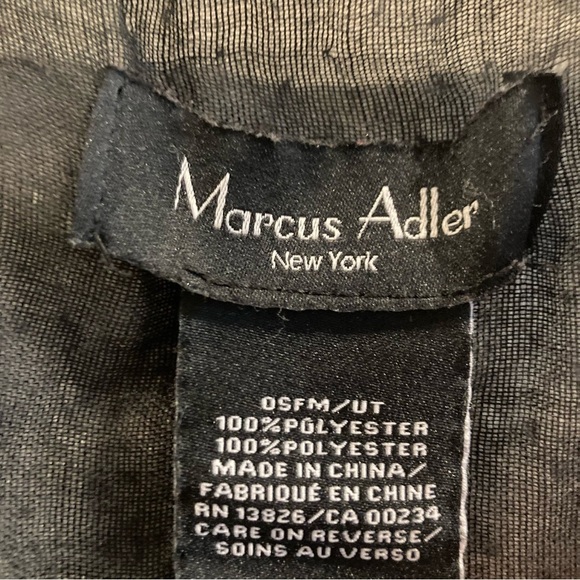 Marcus Adler
New York
OSFM/UT
100%POLYESTER
100%POLYESTER
MADE IN CHINA/
FABRIQUÉ EN CHINE
RN 13826/CA 00234
CARE ON REVERSE/
SOINS AU VERSO